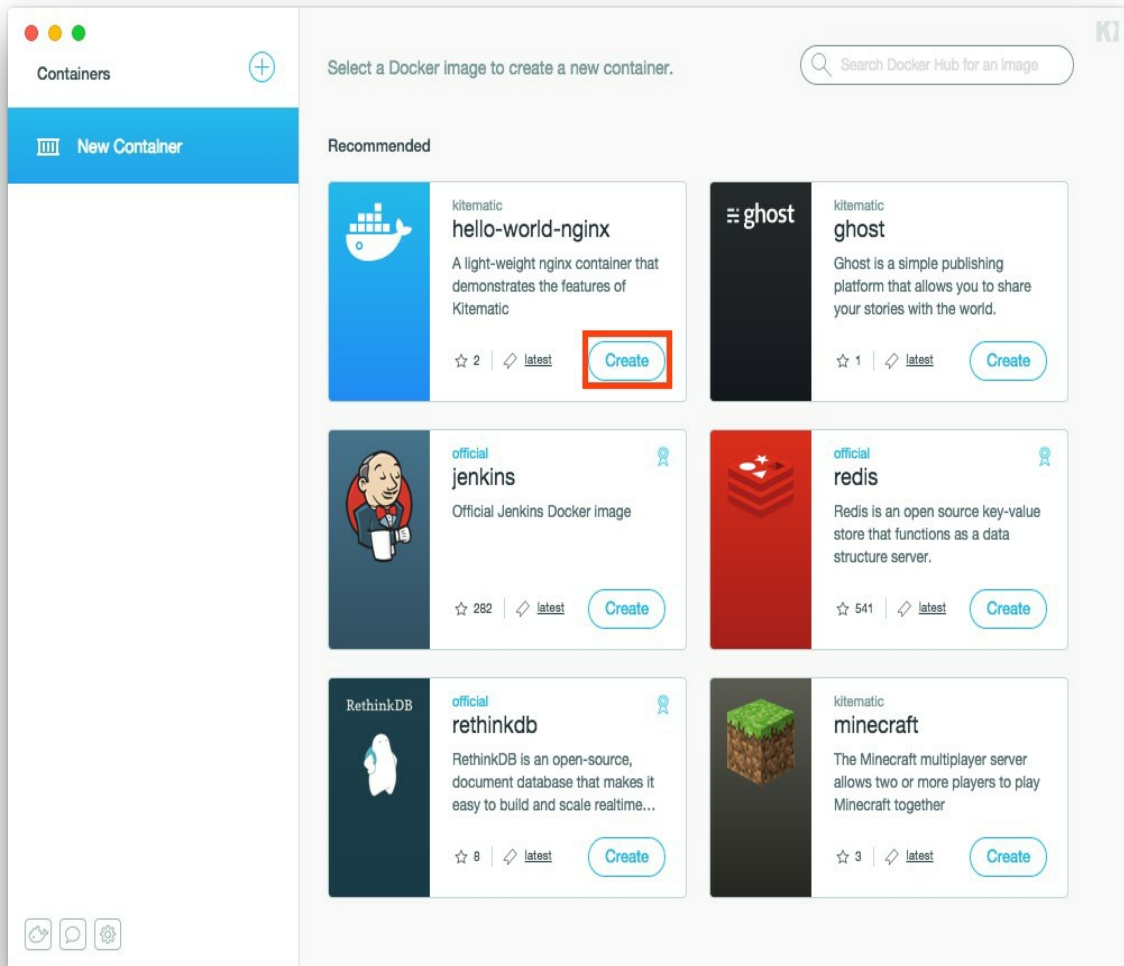 Containers
Select a Docker image to create a new container.
Search Docker Hub for an image
New Container
Recommended
kitematic
hello-world-nginx
A light-weight nginx container that
demonstrates the features of
Kitematic
2
latest
Create
ghost
kitematic
ghost
Ghost is a simple publishing
platform that allows you to share
your stories with the world.
1
latest
Create
official
jenkins
Official Jenkins Docker image
282
latest
Create
official
redis
Redis is an open source key-value
store that functions as a data
structure server.
541
latest
Create
RethinkDB
official
rethinkdb
RethinkDB is an open-source,
document database that makes it
easy to build and scale realtime...
8
latest
Create
kitematic
minecraft
The Minecraft multiplayer server
allows two or more players to play
Minecraft together
3
latest
Create